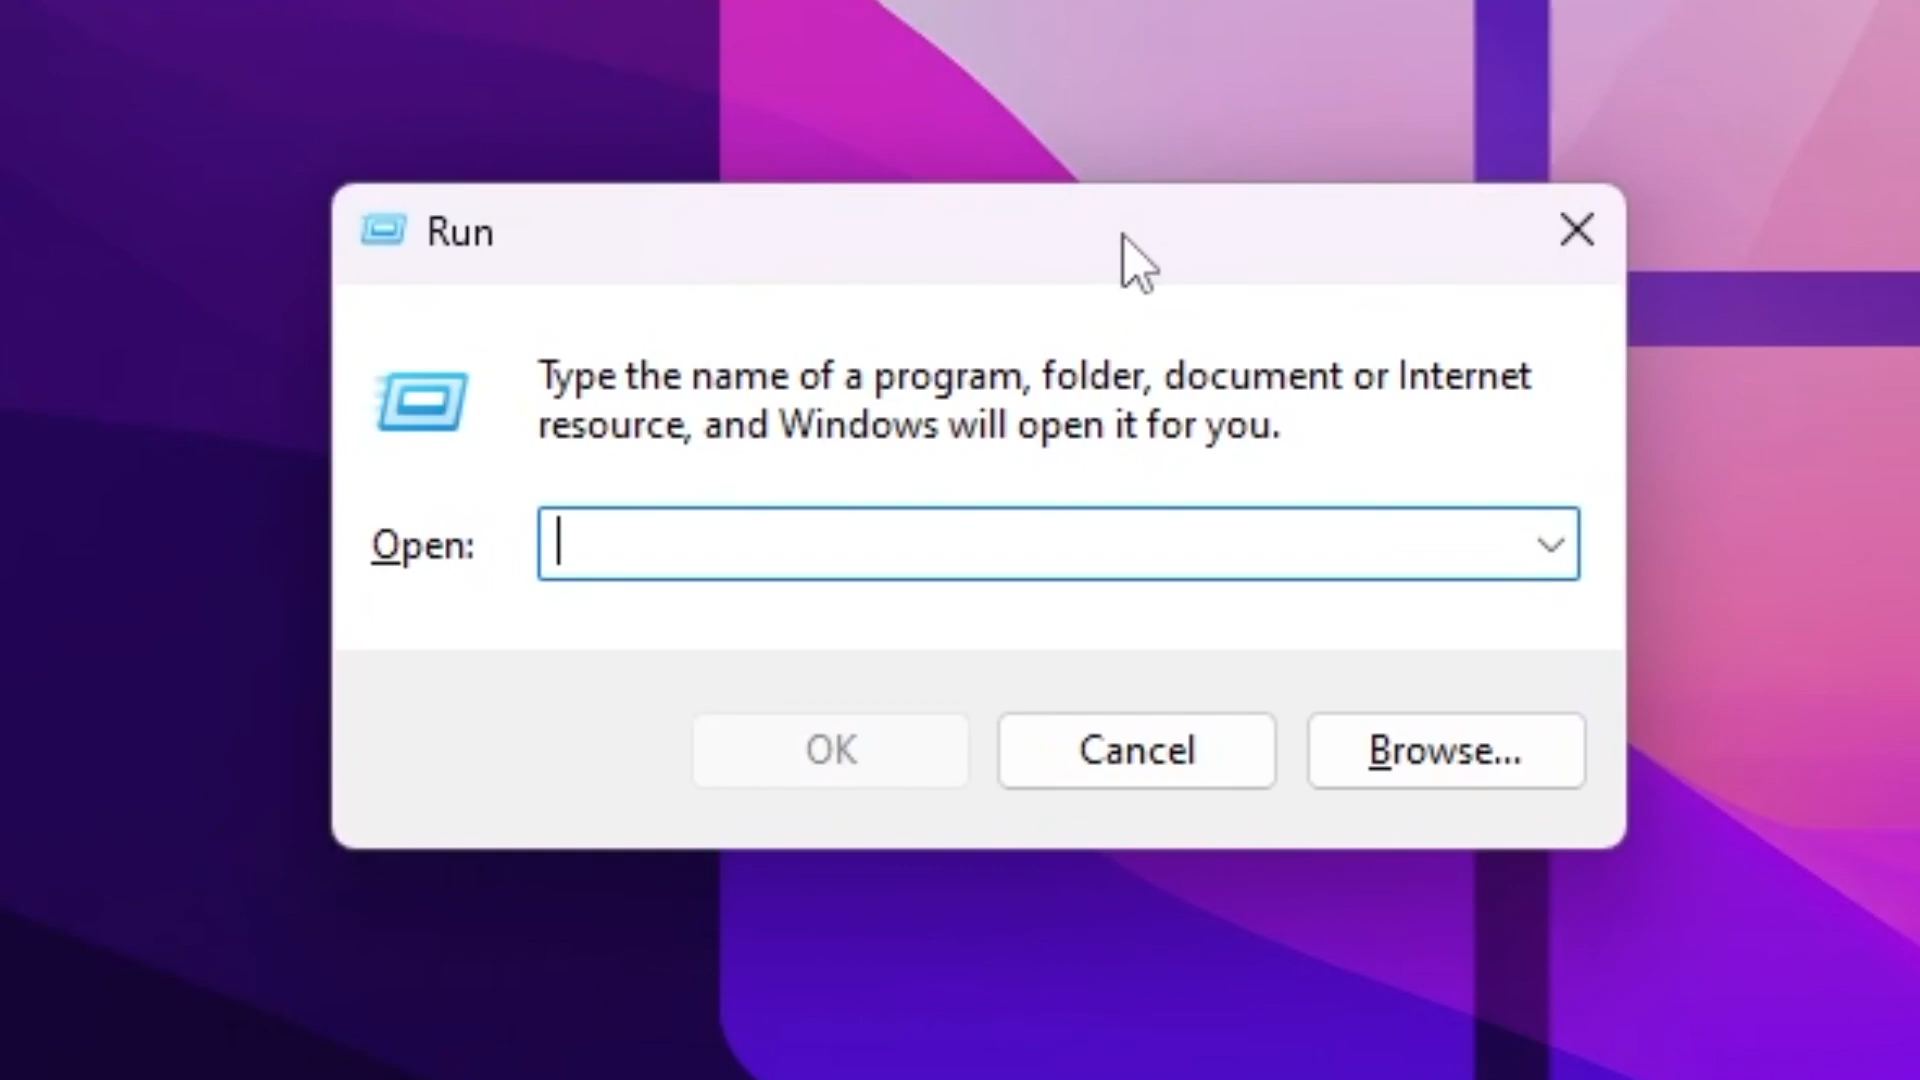 Run
Type the name of a program, folder, document or Internet
resource, and Windows will open it for you.
Open:
OK
Cancel
Browse...